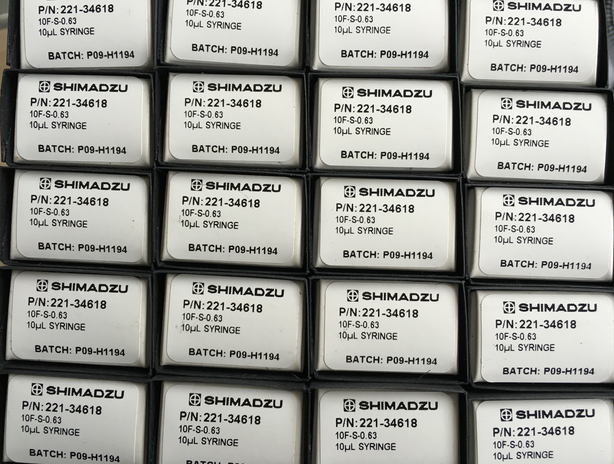 P/N: 221-34618
10F-S-0.63
10µL SYRINGE
BATCH: P09-H1194
P/N: 221-34618
10F-S-0.63
10µL SYRINGE
BATCH: P09-H1194
P/N: 221-34618
10F-S-0.63
10µL SYRINGE
BATCH: P09-H1194
P/N: 221-34618
10F-S-0.63
10µL SYRINGE
BATCH: P09-H1194
SHIMADZU
P/N: 221-34618
10F-S-0.63
10µL SYRINGE
BATCH: P09-H1194
SHIMADZU
P/N: 221-34618
10F-S-0.63
10µL SYRINGE
BATCH: P09-H1194
SHIMADZU
P/N: 221-34618
10F-S-0.63
10µL SYRINGE
BATCH: P09-H1194
SHIMADZU
P/N: 221-34618
10F-S-0.63
10µL SYRINGE
BATCH: P09-H1194
SHIMADZU
P/N: 221-34618
10F-S-0.63
10µL SYRINGE
BATCH: P09-H1194
SHIMADZU
P/N: 221-34618
10F-S-0.63
10µL SYRINGE
BATCH: P09-H1194
SHIMADZU
P/N: 221-34618
10F-S-0.63
10µL SYRINGE
BATCH: P09-H1194
SHIMADZU
P/N: 221-34618
10F-S-0.63
10µL SYRINGE
BATCH: P09-H1194
SHIMADZU
P/N: 221-34618
10F-S-0.63
10µL SYRINGE
BATCH: P09-H1194
SHIMADZU
P/N: 221-34618
10F-S-0.63
10µL SYRINGE
BATCH: P09-H1194
SHIMADZU
P/N: 221-34618
10F-S-0.63
10µL SYRINGE
BATCH: P09-H1194
SHIMADZU
P/N: 221-34618
10F-S-0.63
10µL SYRINGE
BATCH: P09-H1194
SHIMADZU
P/N: 221-34618
10F-S-0.63
10µL SYRINGE
BATCH: P09-H1194
SHIMADZU
P/N: 221-34618
10F-S-0.63
10µL SYRINGE
BATCH: P09-H1194
SHIMADZU
P/N: 221-34618
10F-S-0.63
10µL SYRINGE
BATCH: P09-H1194
SHIMADZU
P/N: 221-34618
10F-S-0.63
10µL SYRINGE